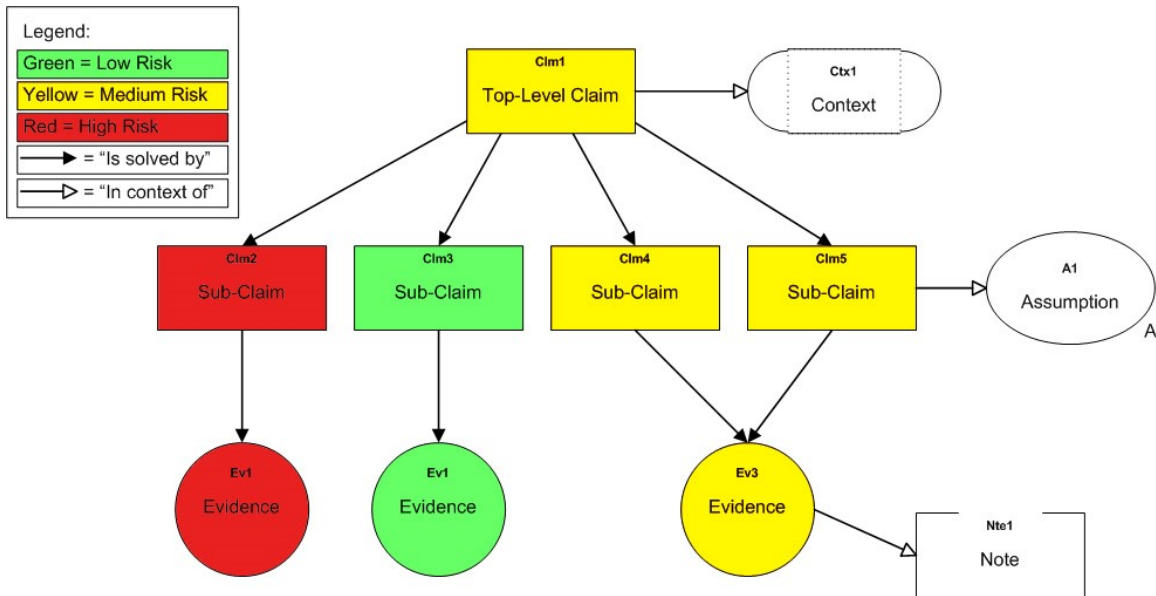 Legend:
Green = Low Risk
Yellow = Medium Risk
Red = High Risk
= “Is solved by”
= “In context of”
Clm1
Top-Level Claim
Ctx1
Context
Clm2
Sub-Claim
Clm3
Sub-Claim
Clm4
Sub-Claim
Clm5
Sub-Claim
A1
Assumption
A
Ev1
Evidence
Ev1
Evidence
Ev3
Evidence
Nte1
Note